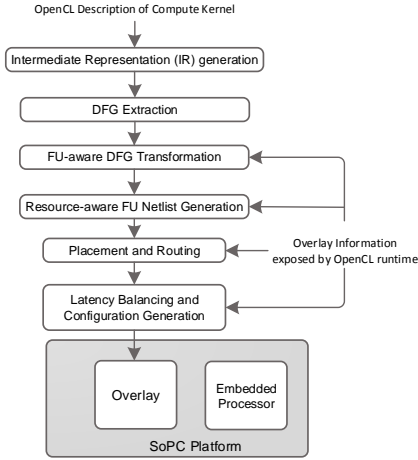 OpenCL Description of Compute Kernel
Intermediate Representation (IR) generation
DFG Extraction
FU-aware DFG Transformation
Resource-aware FU Netlist Generation
Placement and Routing
Overlay Information
exposed by OpenCL runtime
Latency Balancing and
Configuration Generation
Overlay
Embedded
Processor
SoPC Platform